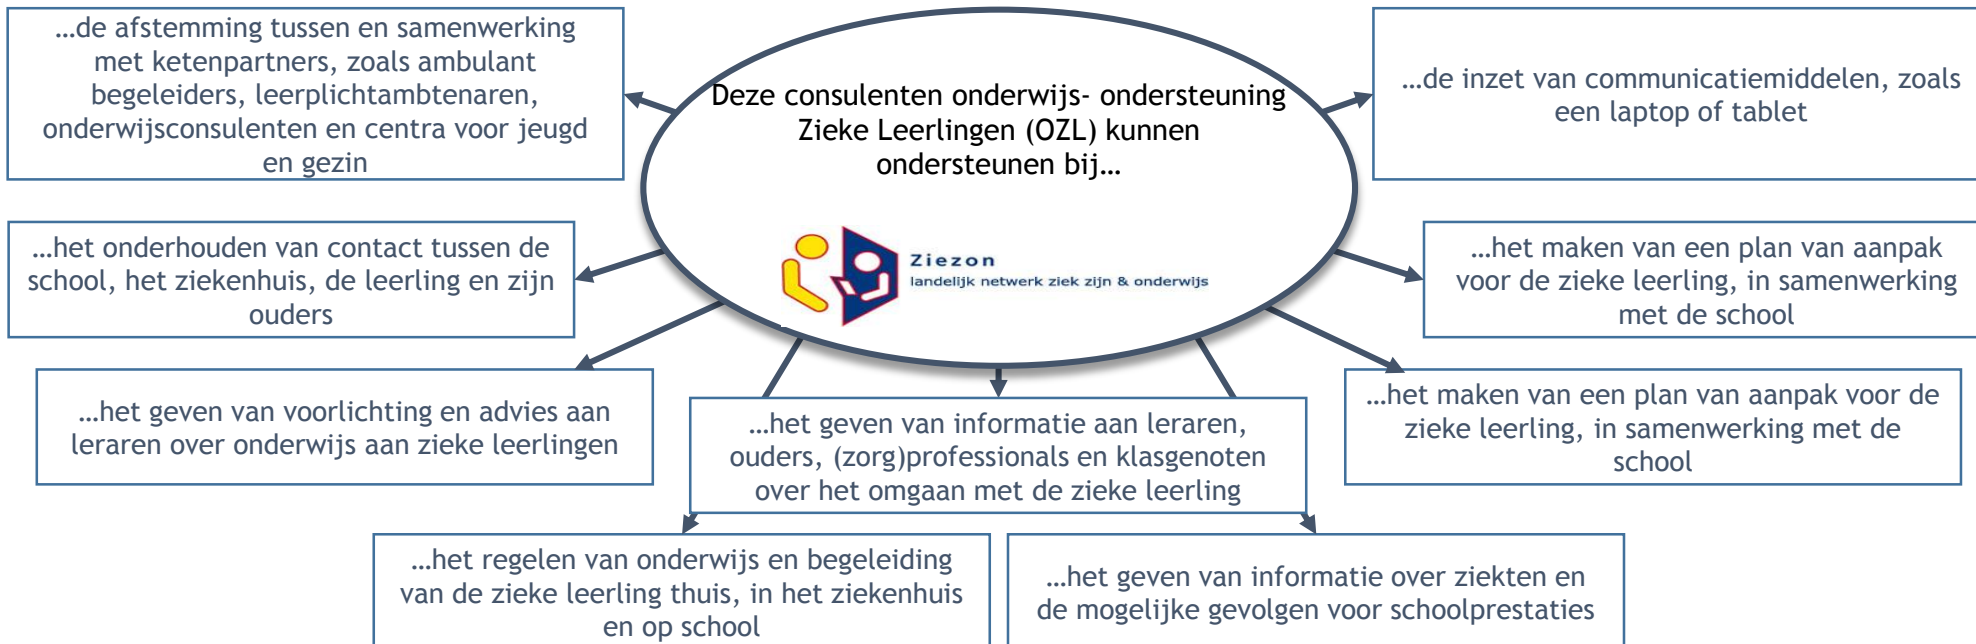 Deze consulenten onderwijs- ondersteuning
Zieke Leerlingen (OZL) kunnen
ondersteunen bij…
Ziezon
landelijk netwerk ziek zijn & onderwijs
…de afstemming tussen en samenwerking
met ketenpartners, zoals ambulant
begeleiders, leerplichtambtenaren,
onderwijsconsulenten en centra voor jeugd
en gezin
…de inzet van communicatiemiddelen, zoals
een laptop of tablet
…het onderhouden van contact tussen de
school, het ziekenhuis, de leerling en zijn
ouders
…het maken van een plan van aanpak
voor de zieke leerling, in samenwerking
met de school
…het geven van voorlichting en advies aan
leraren over onderwijs aan zieke leerlingen
…het geven van informatie aan leraren,
ouders, (zorg)professionals en klasgenoten
over het omgaan met de zieke leerling
…het maken van een plan van aanpak voor de
zieke leerling, in samenwerking met de
school
…het regelen van onderwijs en begeleiding
van de zieke leerling thuis, in het ziekenhuis
en op school
…het geven van informatie over ziekten en
de mogelijke gevolgen voor schoolprestaties